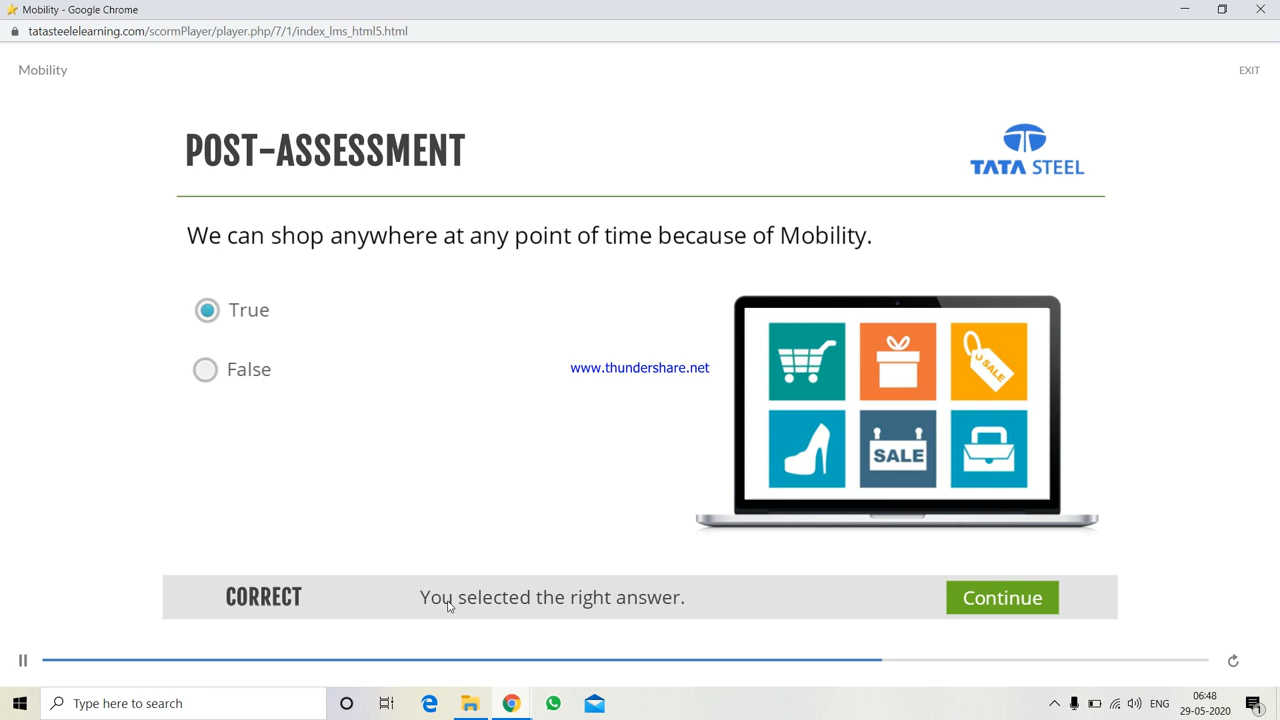 Mobility - Google Chrome
tatasteelelearning.com/scormPlayer/player.php/7/1/index_lms_html5.html
Mobility
EXIT
POST-ASSESSMENT
TATA STEEL
We can shop anywhere at any point of time because of Mobility.
True
False
www.thundershare.net
SALE
SALE
CORRECT
You selected the right answer.
Continue
Type here to search
ENG
06:48
29-05-2020
1